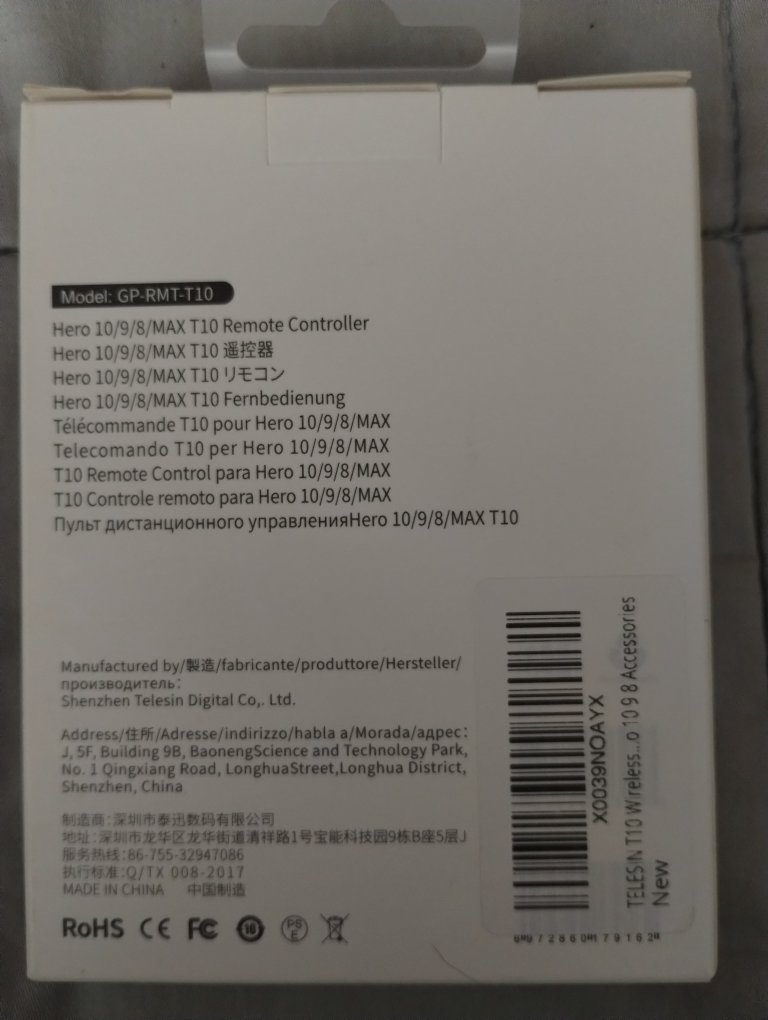 Model: GP-RMT-T10
Hero 10/9/8/MAX T10 Remote Controller
Hero 10/9/8/MAX T10 遥控器
Hero 10/9/8/MAX T10 リモコン
Hero 10/9/8/MAX T10 Fernbedienung
Télécommande T10 pour Hero 10/9/8/MAX
Telecomando T10 per Hero 10/9/8/MAX
T10 Remote Control para Hero 10/9/8/MAX
T10 Controle remoto para Hero 10/9/8/MAX
Пульт дистанционного управленияHero 10/9/8/MAX T10
Manufactured by/製造/fabricante/produttore/Hersteller/
производитель:
Shenzhen Telesin Digital Co,. Ltd.
Address/住所/Adresse/indirizzo/habla a/Morada/адрес:
J, 5F, Building 9B, BaonengScience and Technology Park,
No. 1 Qingxiang Road, LonghuaStreet,Longhua District,
Shenzhen, China
制造商:深圳市泰迅数码有限公司
地址:深圳市龙华区龙华街道清祥路1号宝能科技园9栋B座5层J
服务热线:86-755-32947086
执行标准:Q/TX 008-2017
MADE IN CHINA 中国制造
RoHS CE FC 10 PS E
X0039NOAYX
TELESIN T10 Wireless...o 10 9 8 Accessories
New